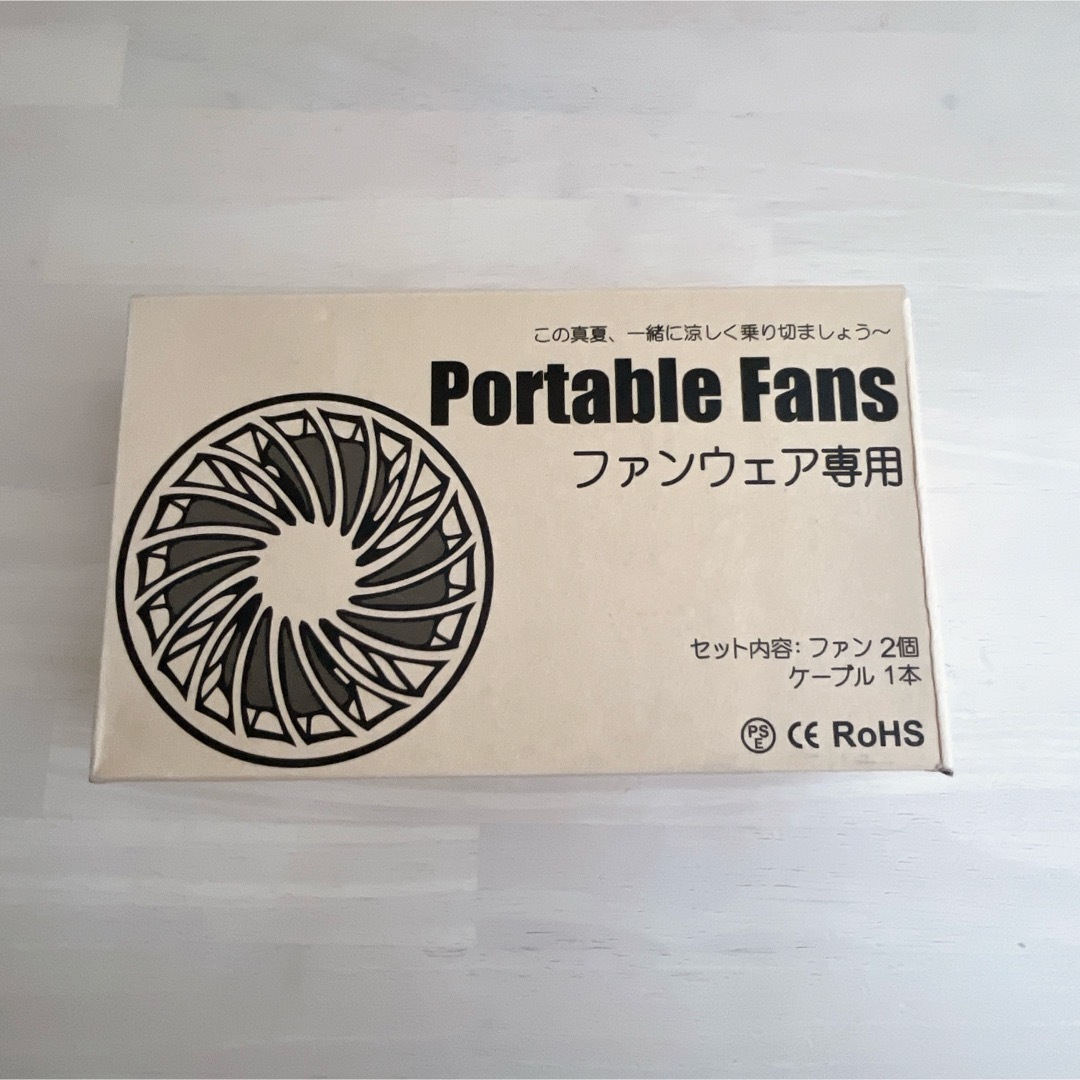 この真夏、一緒に涼しく乗り切ましょう～
Portable Fans
ファンウェア専用
セット内容: ファン 2個
ケーブル 1本
PSE CE RoHS